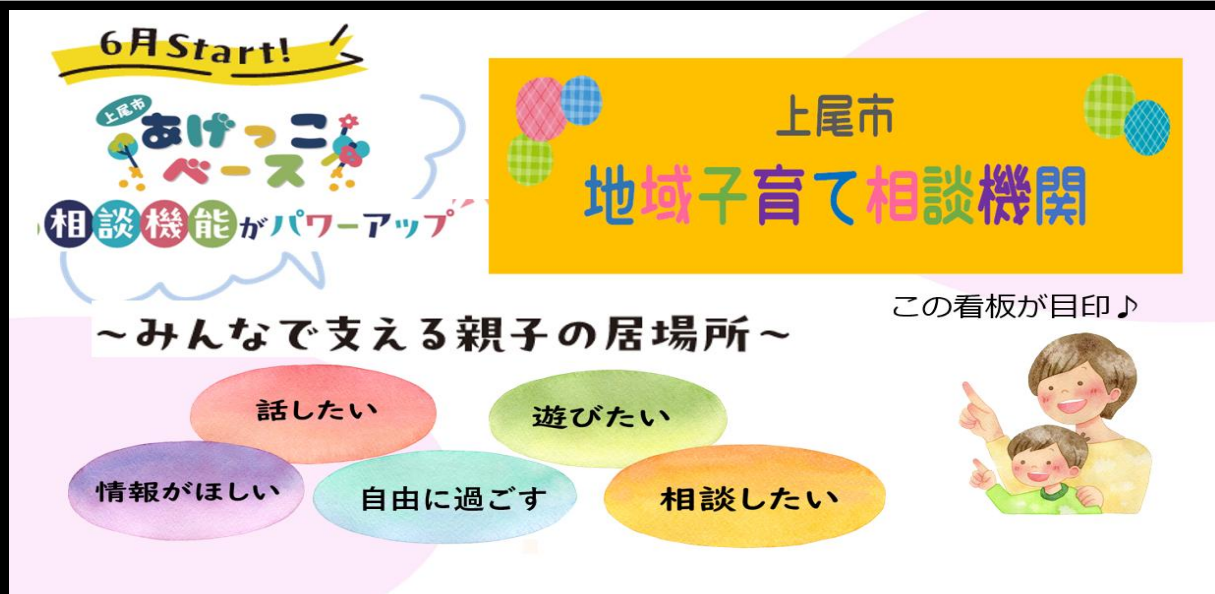 6月Start!
上尾市
あげっこ
ベース
の相談機能がパワーアップ
上尾市
地域子育て相談機関
この看板が目印♪
~みんなで支える親子の居場所~
話したい
遊びたい
情報がほしい
自由に過ごす
相談したい